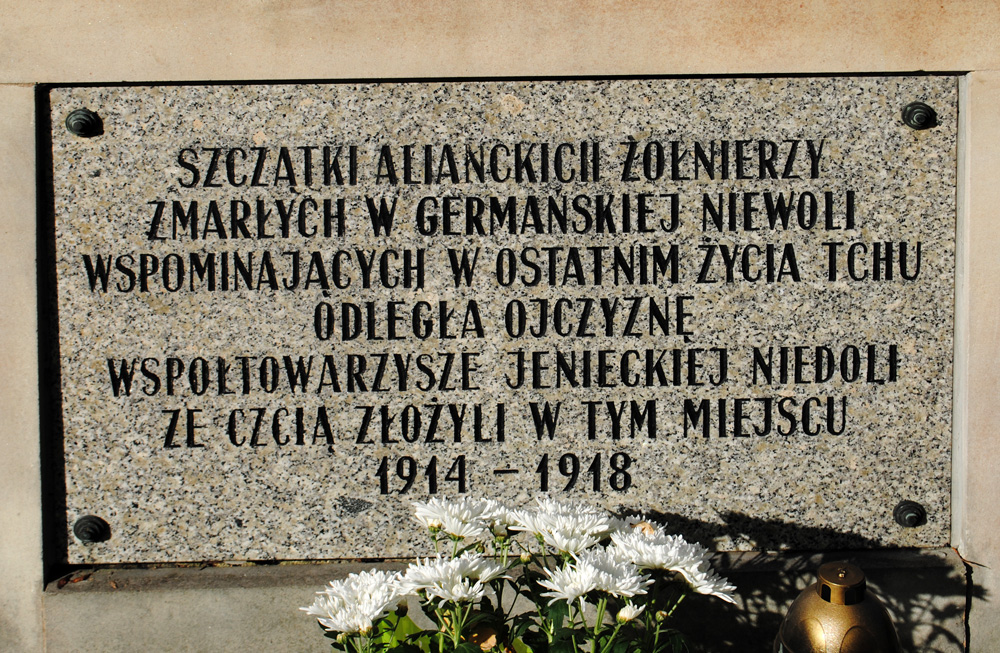 SZCZĄTKI ALIANCKICH ŻOŁNIERZY
ZMARŁYCH W GERMAŃSKIEJ NIEWOLI
WSPOMINAJĄCYCH W OSTATNIM ŻYCIA TCHU
ODLEGŁĄ OJCZYZNĘ
WSPÓŁTOWARZYSZE JENIECKIEJ NIEDOLI
ZE CZCIĄ ZŁOŻYLI W TYM MIEJSCU
1914 – 1918